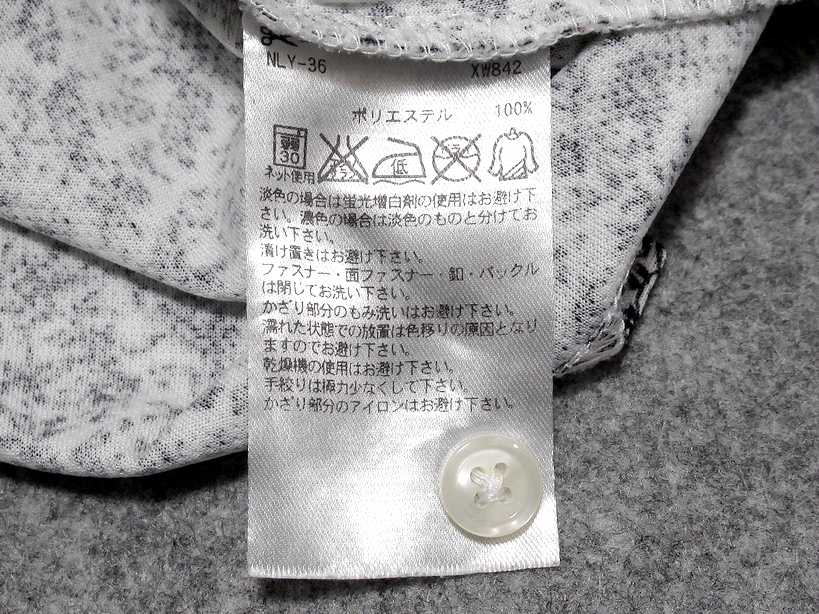 NLY-36 XW842
ポリエステル 100%
弱 30 エンソサラシ 低 ドライ
ネット使用
淡色の場合は蛍光増白剤の使用はお避け下
さい。濃色の場合は淡色のものと分けてお
洗い下さい。
漬け置きはお避け下さい。
ファスナー・面ファスナー・釦・バックル
は閉じてお洗い下さい。
かざり部分のもみ洗いはお避け下さい。
濡れた状態での放置は色移りの原因となり
ますのでお避け下さい。
乾燥機の使用はお避け下さい。
手絞りは極力少なくして下さい。
かざり部分のアイロンはお避け下さい。